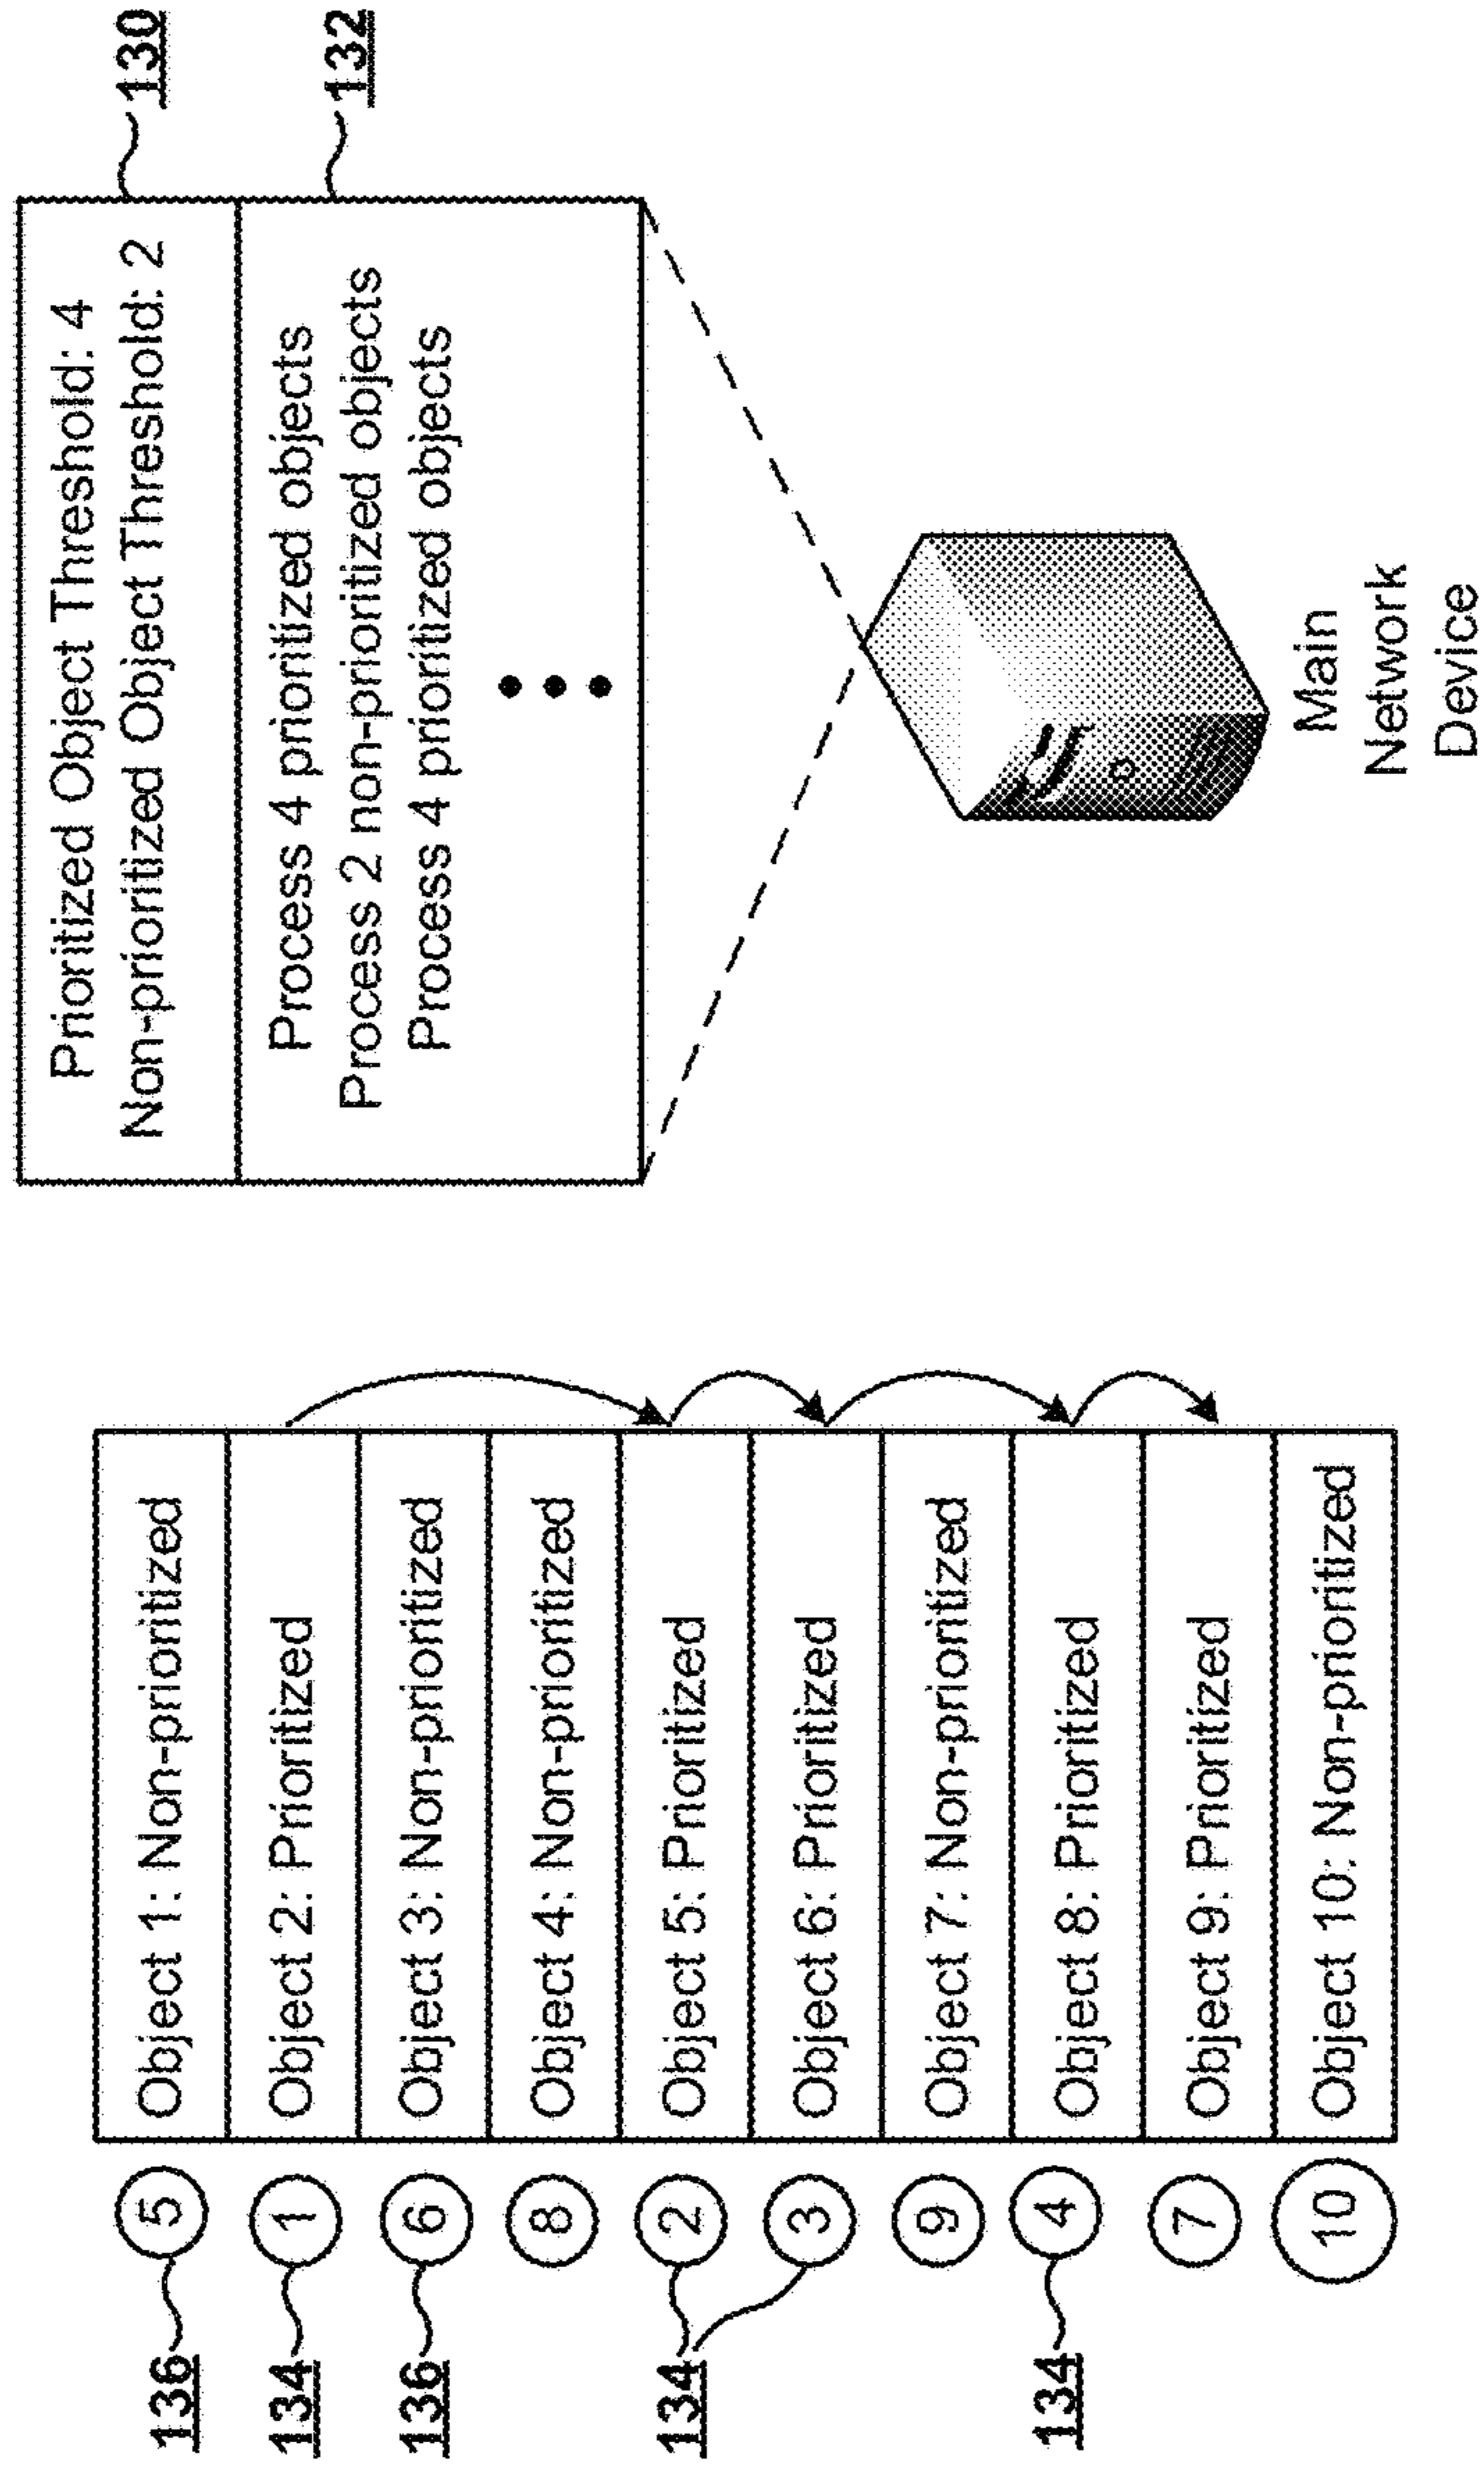 136
5
Object 1: Non-prioritized
134
1
Object 2: Prioritized
136
6
Object 3: Non-prioritized
8
Object 4: Non-prioritized
134
2
Object 5: Prioritized
3
Object 6: Prioritized
9
Object 7: Non-prioritized
134
4
Object 8: Prioritized
7
Object 9: Prioritized
10
Object 10: Non-prioritized
Prioritized Object Threshold: 4
Non-prioritized Object Threshold: 2
130
Process 4 prioritized objects
Process 2 non-prioritized objects
Process 4 prioritized objects
132
Main
Network
Device